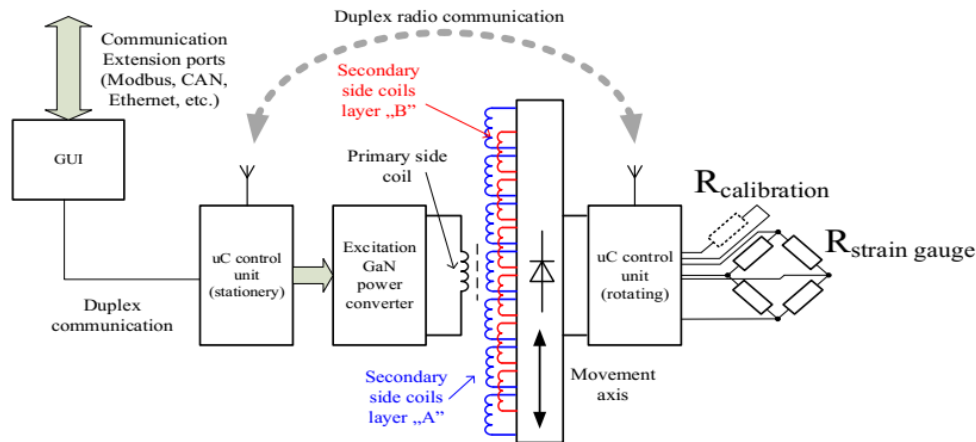 Duplex radio communication
Communication
Extension ports
(Modbus, CAN,
Ethernet, etc.)
GUI
Secondary
side coils
layer „B”
Primary side
coil
uC control
unit
(stationery)
Excitation
GaN
power
converter
uC control
unit
(rotating)
Rcalibration
Rstrain gauge
Duplex
communication
Secondary
side coils
layer „A”
Movement
axis